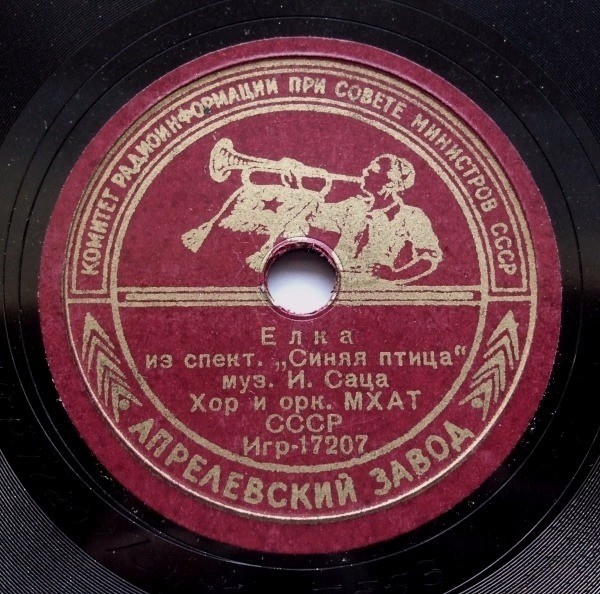 КОМИТЕТ РАДИОИНФОРМАЦИИ ПРИ СОВЕТЕ МИНИСТРОВ СССР
Елка
из спект. „Синяя птица“
муз. И. Саца
Хор и орк. МХАТ
СССР
Игр-17207
АПРЕЛЕВСКИЙ ЗАВОД